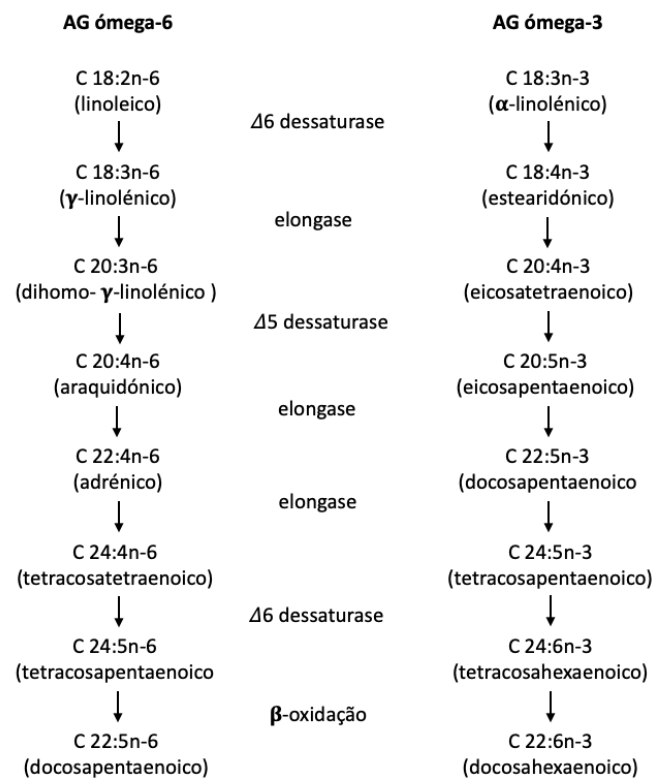 AG ómega-6
AG ómega-3
C 18:2n-6
(linoleico)
C 18:3n-3
(α-linolénico)
Δ6 dessaturase
C 18:3n-6
(γ-linolénico)
C 18:4n-3
(estearidónico)
elongase
C 20:3n-6
(dihomo- γ-linolénico )
C 20:4n-3
(eicosatetraenoico)
Δ5 dessaturase
C 20:4n-6
(araquidónico)
C 20:5n-3
(eicosapentaenoico)
elongase
C 22:4n-6
(adrénico)
C 22:5n-3
(docosapentaenoico
elongase
C 24:4n-6
(tetracosatetraenoico)
C 24:5n-3
(tetracosapentaenoico)
Δ6 dessaturase
C 24:5n-6
(tetracosapentaenoico
C 24:6n-3
(tetracosahexaenoico)
β-oxidação
C 22:5n-6
(docosapentaenoico)
C 22:6n-3
(docosahexaenoico)